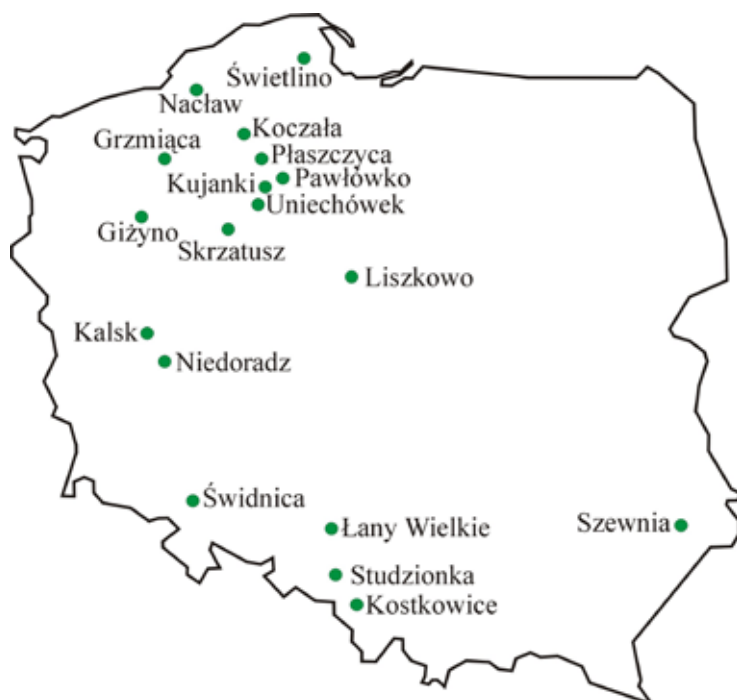 Świetlino
Nacław
Koczała
Grzmiąca
Płaszczyca
Pawłówko
Kujanki
Uniechówek
Giżyno
Skrzatusz
Liszkowo
Kalsk
Niedoradz
Świdnica
Łany Wielkie
Szewnia
Studzionka
Kostkowice